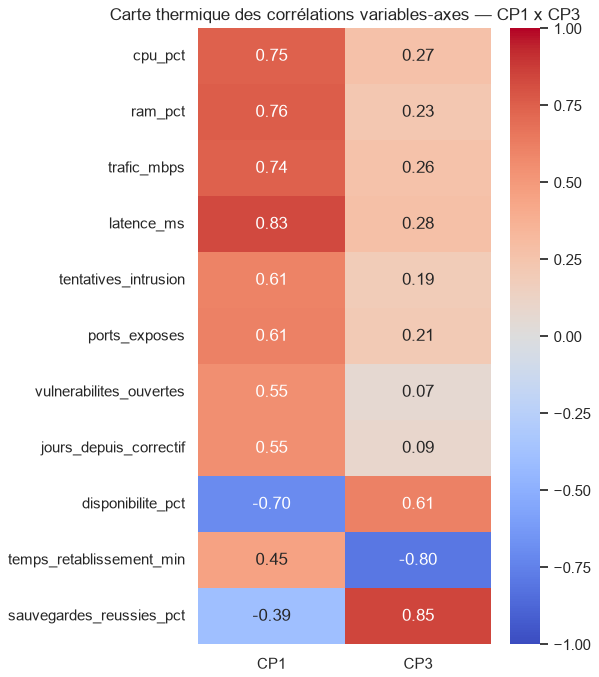 Carte thermique des corrélations variables-axes — CP1 x CP3
cpu_pct 0.75 0.27
ram_pct 0.76 0.23
trafic_mbps 0.74 0.26
latence_ms 0.83 0.28
tentatives_intrusion 0.61 0.19
ports_exposes 0.61 0.21
vulnerabilites_ouvertes 0.55 0.07
jours_depuis_correctif 0.55 0.09
disponibilite_pct -0.70 0.61
temps_retablissement_min 0.45 -0.80
sauvegardes_reussies_pct -0.39 0.85
CP1 CP3
1.00
0.75
0.50
0.25
0.00
−0.25
−0.50
−0.75
−1.00